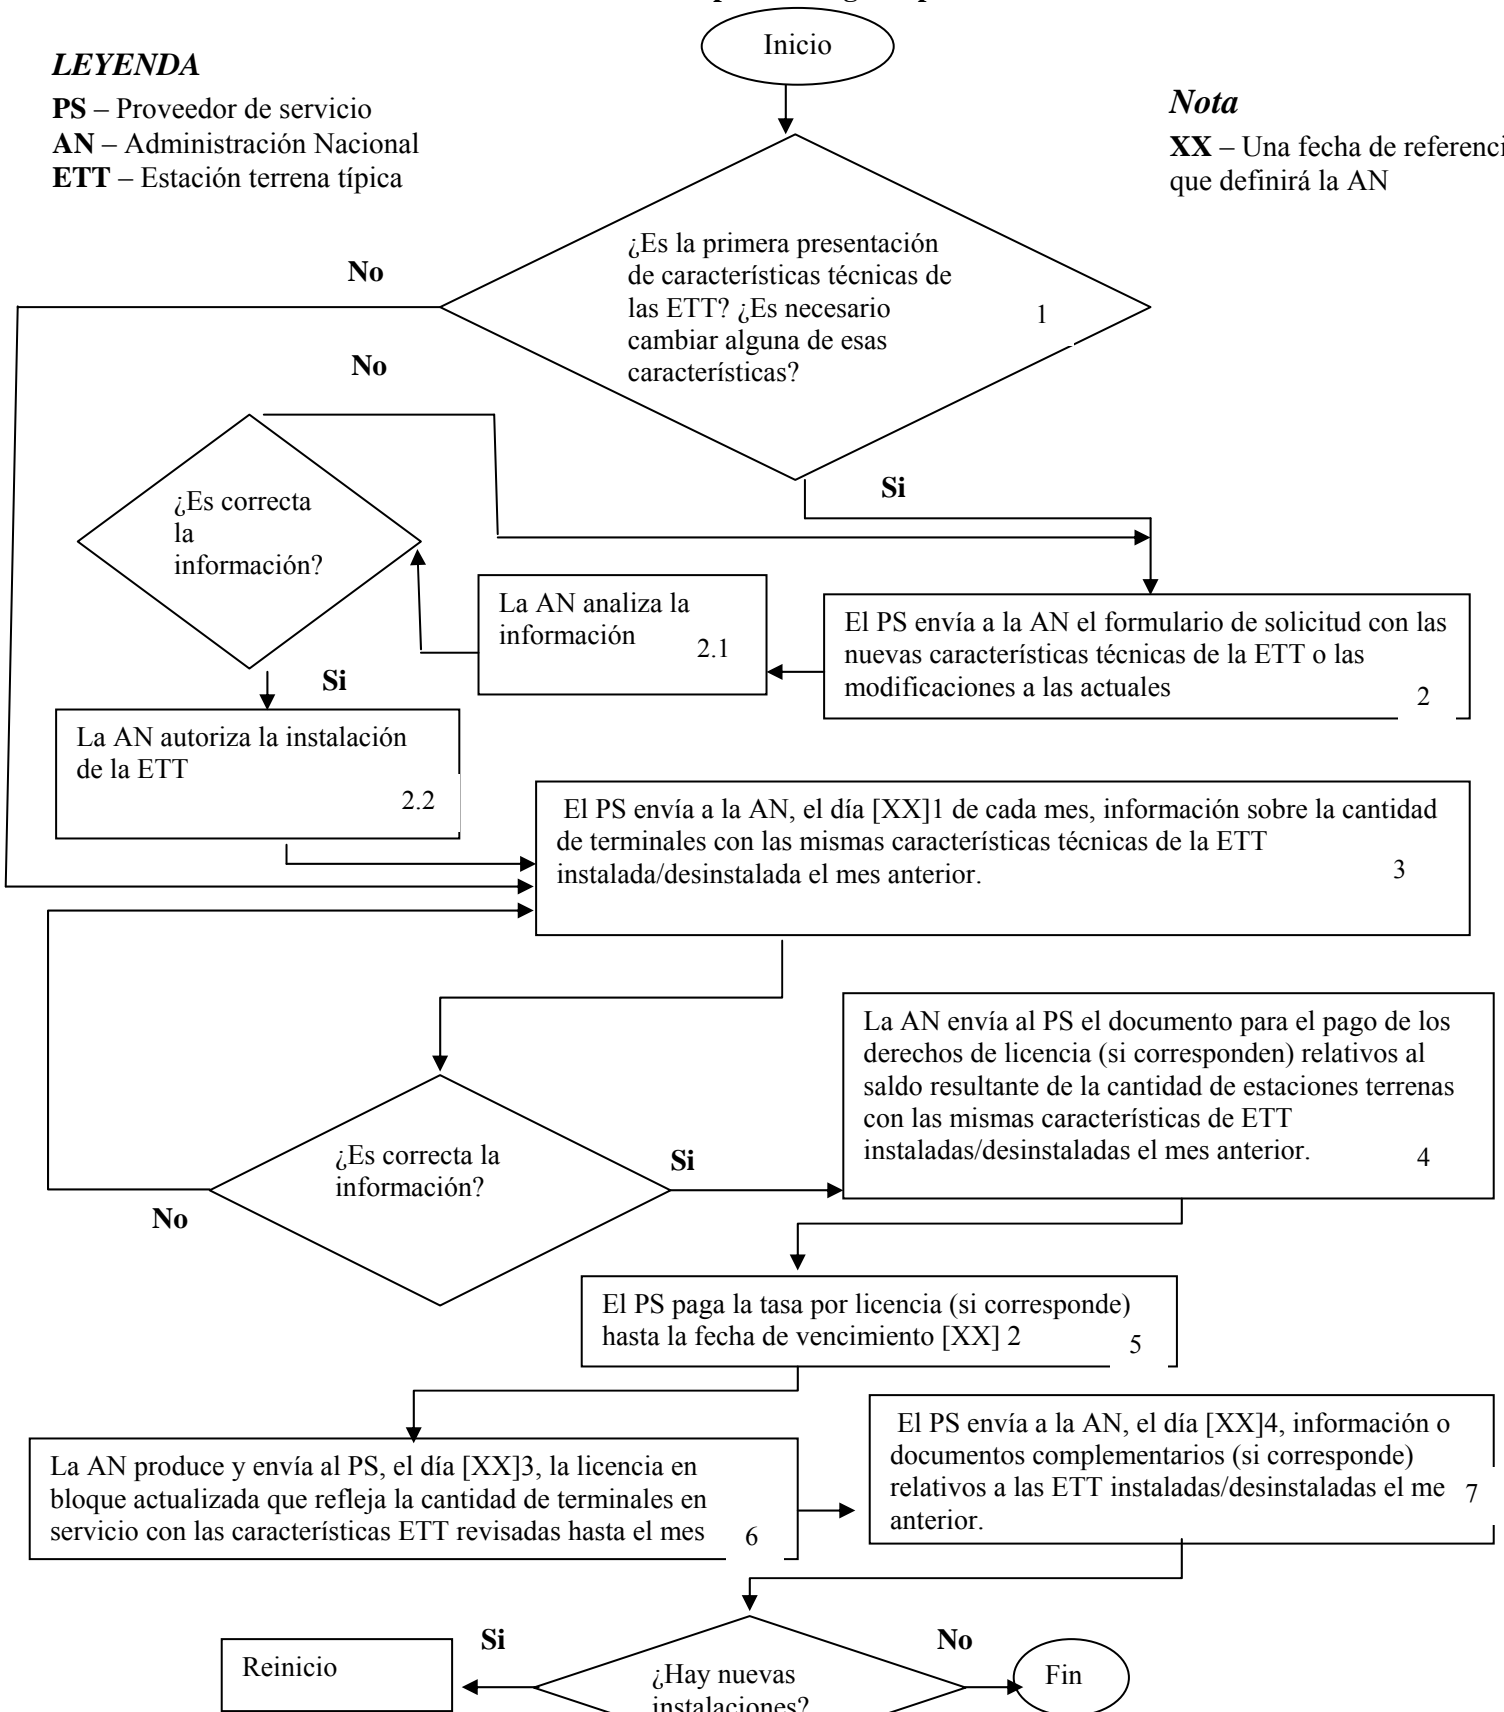 Inicio
LEYENDA
PS – Proveedor de servicio
AN – Administración Nacional
ETT – Estación terrena típica
Nota
XX – Una fecha de referenci
que definirá la AN
¿Es la primera presentación
de características técnicas de
las ETT? ¿Es necesario
cambiar alguna de esas
características?
1
No
No
Si
¿Es correcta
la
información?
La AN analiza la
información
2.1
El PS envía a la AN el formulario de solicitud con las
nuevas características técnicas de la ETT o las
modificaciones a las actuales
2
Si
La AN autoriza la instalación
de la ETT
2.2
El PS envía a la AN, el día [XX]1 de cada mes, información sobre la cantidad
de terminales con las mismas características técnicas de la ETT
instalada/desinstalada el mes anterior.
3
La AN envía al PS el documento para el pago de los
derechos de licencia (si corresponden) relativos al
saldo resultante de la cantidad de estaciones terrenas
con las mismas características de ETT
instaladas/desinstaladas el mes anterior.
4
¿Es correcta la
información?
Si
No
El PS paga la tasa por licencia (si corresponde)
hasta la fecha de vencimiento [XX] 2
5
La AN produce y envía al PS, el día [XX]3, la licencia en
bloque actualizada que refleja la cantidad de terminales en
servicio con las características ETT revisadas hasta el mes
6
El PS envía a la AN, el día [XX]4, información o
documentos complementarios (si corresponde)
relativos a las ETT instaladas/desinstaladas el me
anterior.
7
Si
No
Reinicio
¿Hay nuevas
instalaciones?
Fin